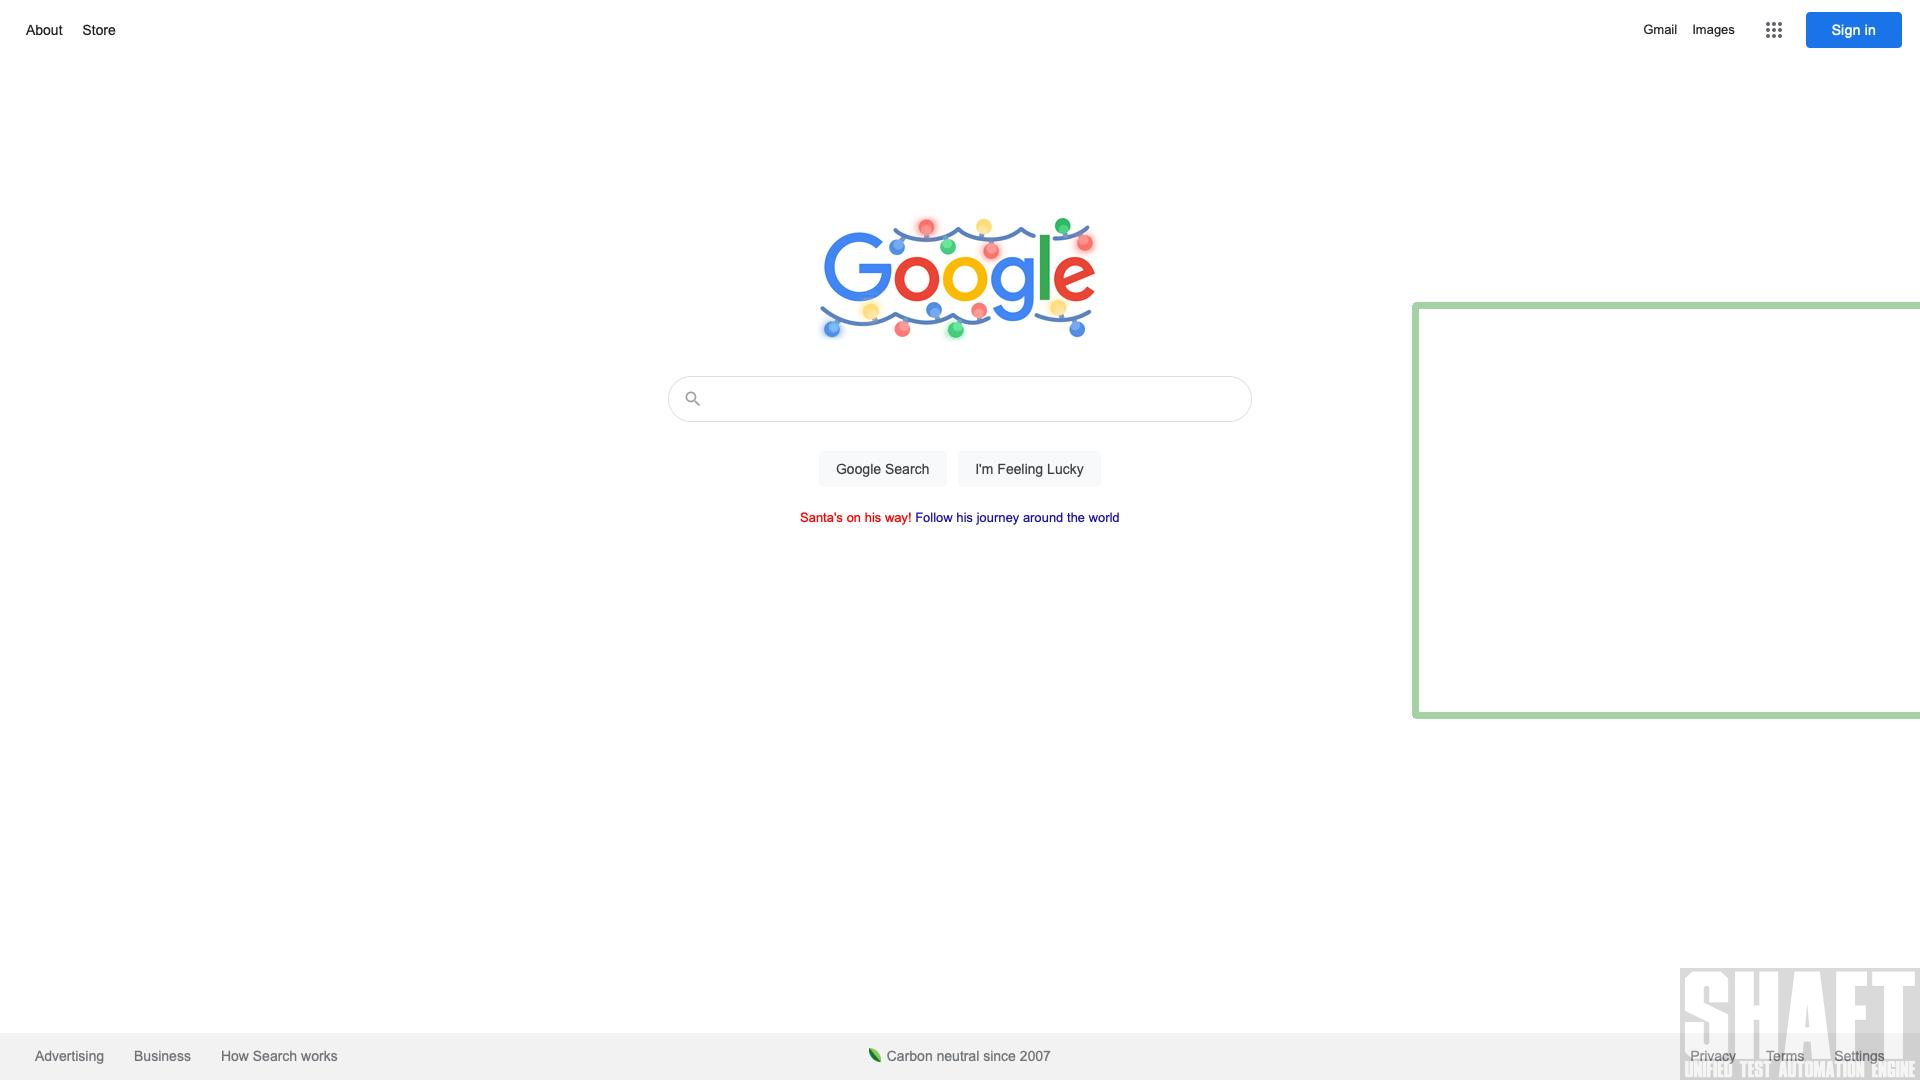 About Store
Gmail Images Sign in
Google
Google Search I'm Feeling Lucky
Santa's on his way! Follow his journey around the world
SHAFT
Advertising Business How Search works Carbon neutral since 2007 Privacy Terms Settings
UNIFIED TEST AUTOMATION ENGINE